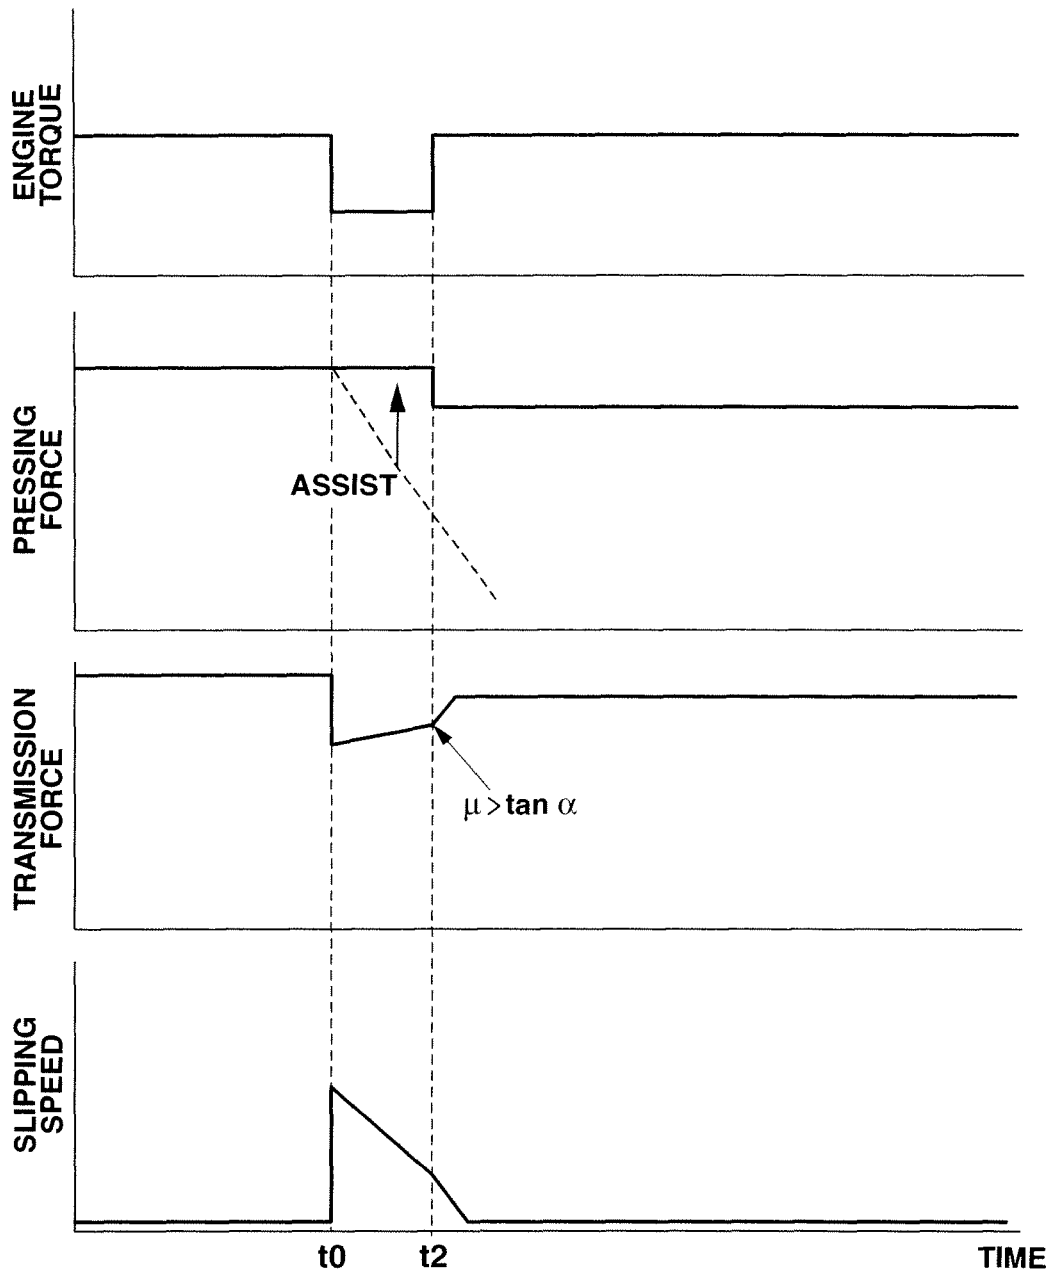 ENGINE
TORQUE
PRESSING
FORCE
ASSIST
TRANSMISSION
FORCE
μ > tan α
SLIPPING
SPEED
t0
t2
TIME